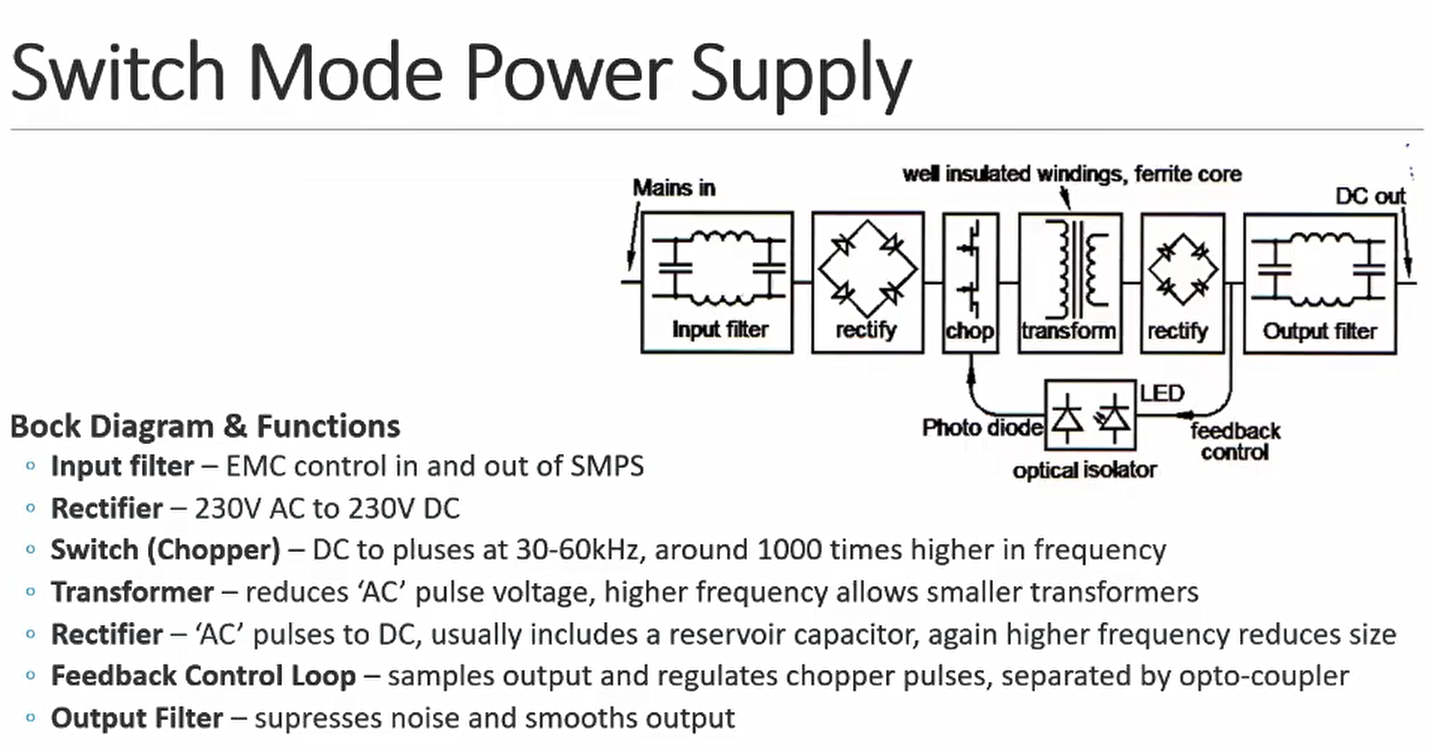 Switch Mode Power Supply
well insulated windings, ferrite core
Mains in
DC out
Input filter
rectify
chop
transform
rectify
Output filter
LED
Photo diode
feedback
control
optical isolator
Bock Diagram & Functions
◦ Input filter – EMC control in and out of SMPS
◦ Rectifier – 230V AC to 230V DC
◦ Switch (Chopper) – DC to pluses at 30-60kHz, around 1000 times higher in frequency
◦ Transformer – reduces ‘AC’ pulse voltage, higher frequency allows smaller transformers
◦ Rectifier – ‘AC’ pulses to DC, usually includes a reservoir capacitor, again higher frequency reduces size
◦ Feedback Control Loop – samples output and regulates chopper pulses, separated by opto-coupler
◦ Output Filter – supresses noise and smooths output